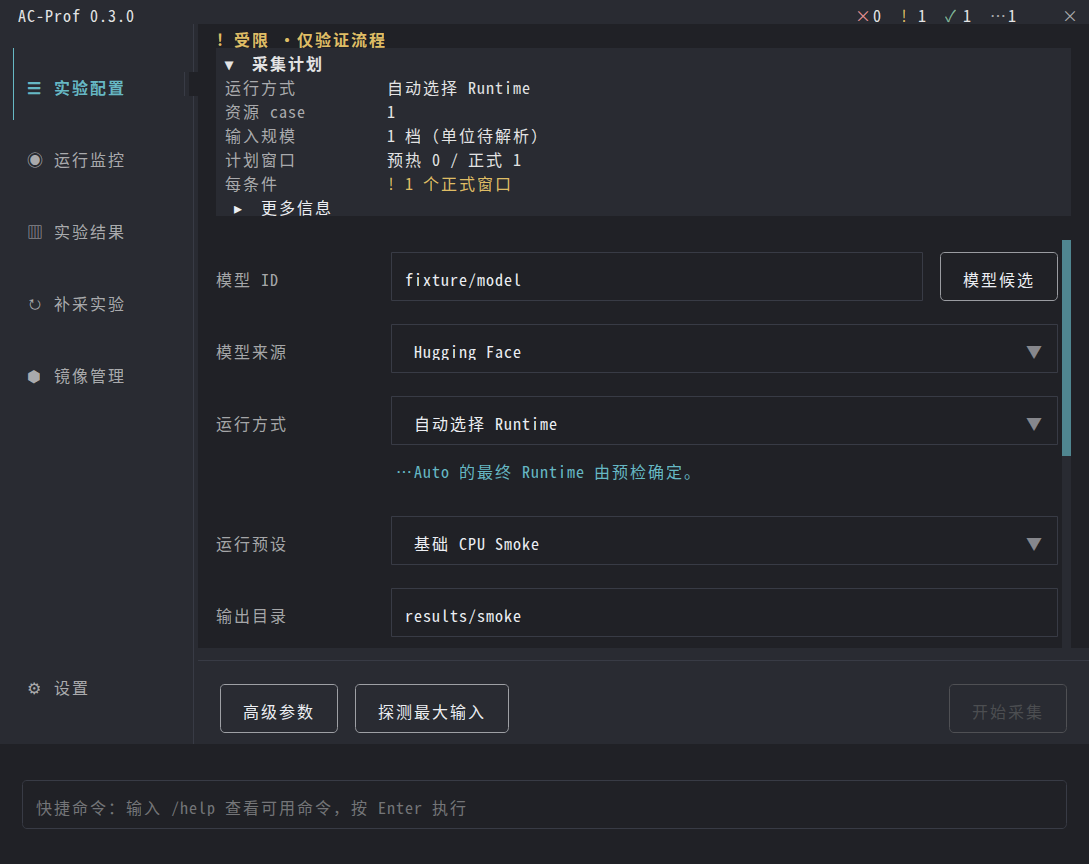 AC-Prof 0.3.0 ✕ 0 ! 1 ✓ 1 …1 ✕
! 受限 ·仅验证流程
▼ 采集计划
运行方式 自动选择 Runtime
资源 case 1
输入规模 1 档（单位待解析）
计划窗口 预热 0 / 正式 1
每条件 ! 1 个正式窗口
▶ 更多信息
☰ 实验配置
◉ 运行监控
▥ 实验结果
↻ 补采实验
⬢ 镜像管理
⚙ 设置
模型 ID fixture/model 模型候选
模型来源 Hugging Face ▼
运行方式 自动选择 Runtime ▼
…Auto 的最终 Runtime 由预检确定。
运行预设 基础 CPU Smoke ▼
输出目录 results/smoke
高级参数 探测最大输入 开始采集
快捷命令: 输入 /help 查看可用命令, 按 Enter 执行